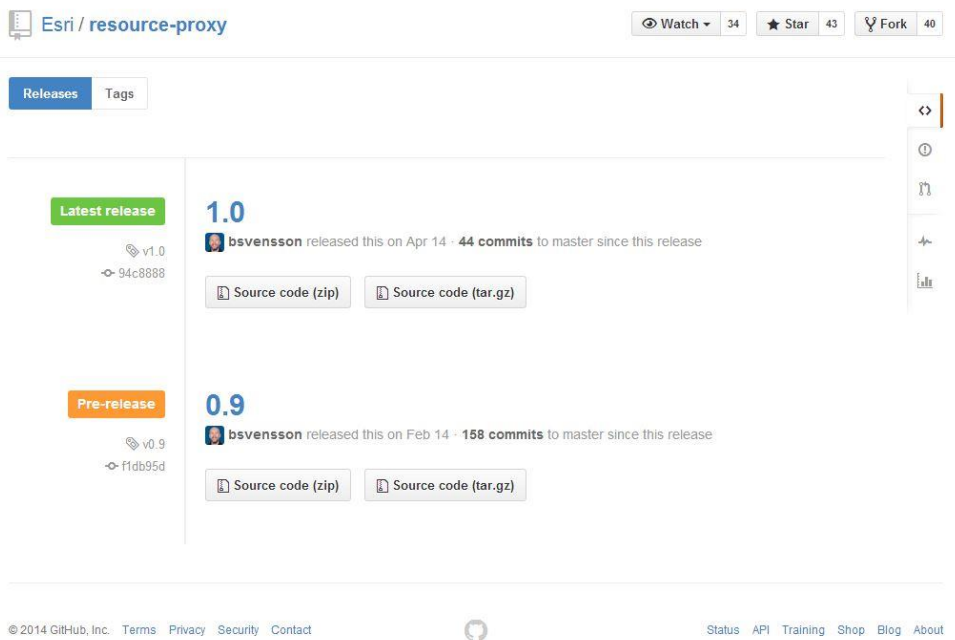 Esri / resource-proxy
Watch 34 Star 43 Fork 40
Releases Tags
Latest release
1.0
bsvensson released this on Apr 14 · 44 commits to master since this release
v1.0
94c8888
Source code (zip) Source code (tar.gz)
Pre-release
0.9
bsvensson released this on Feb 14 · 158 commits to master since this release
v0.9
f1db95d
Source code (zip) Source code (tar.gz)
© 2014 GitHub, Inc. Terms Privacy Security Contact Status API Training Shop Blog About